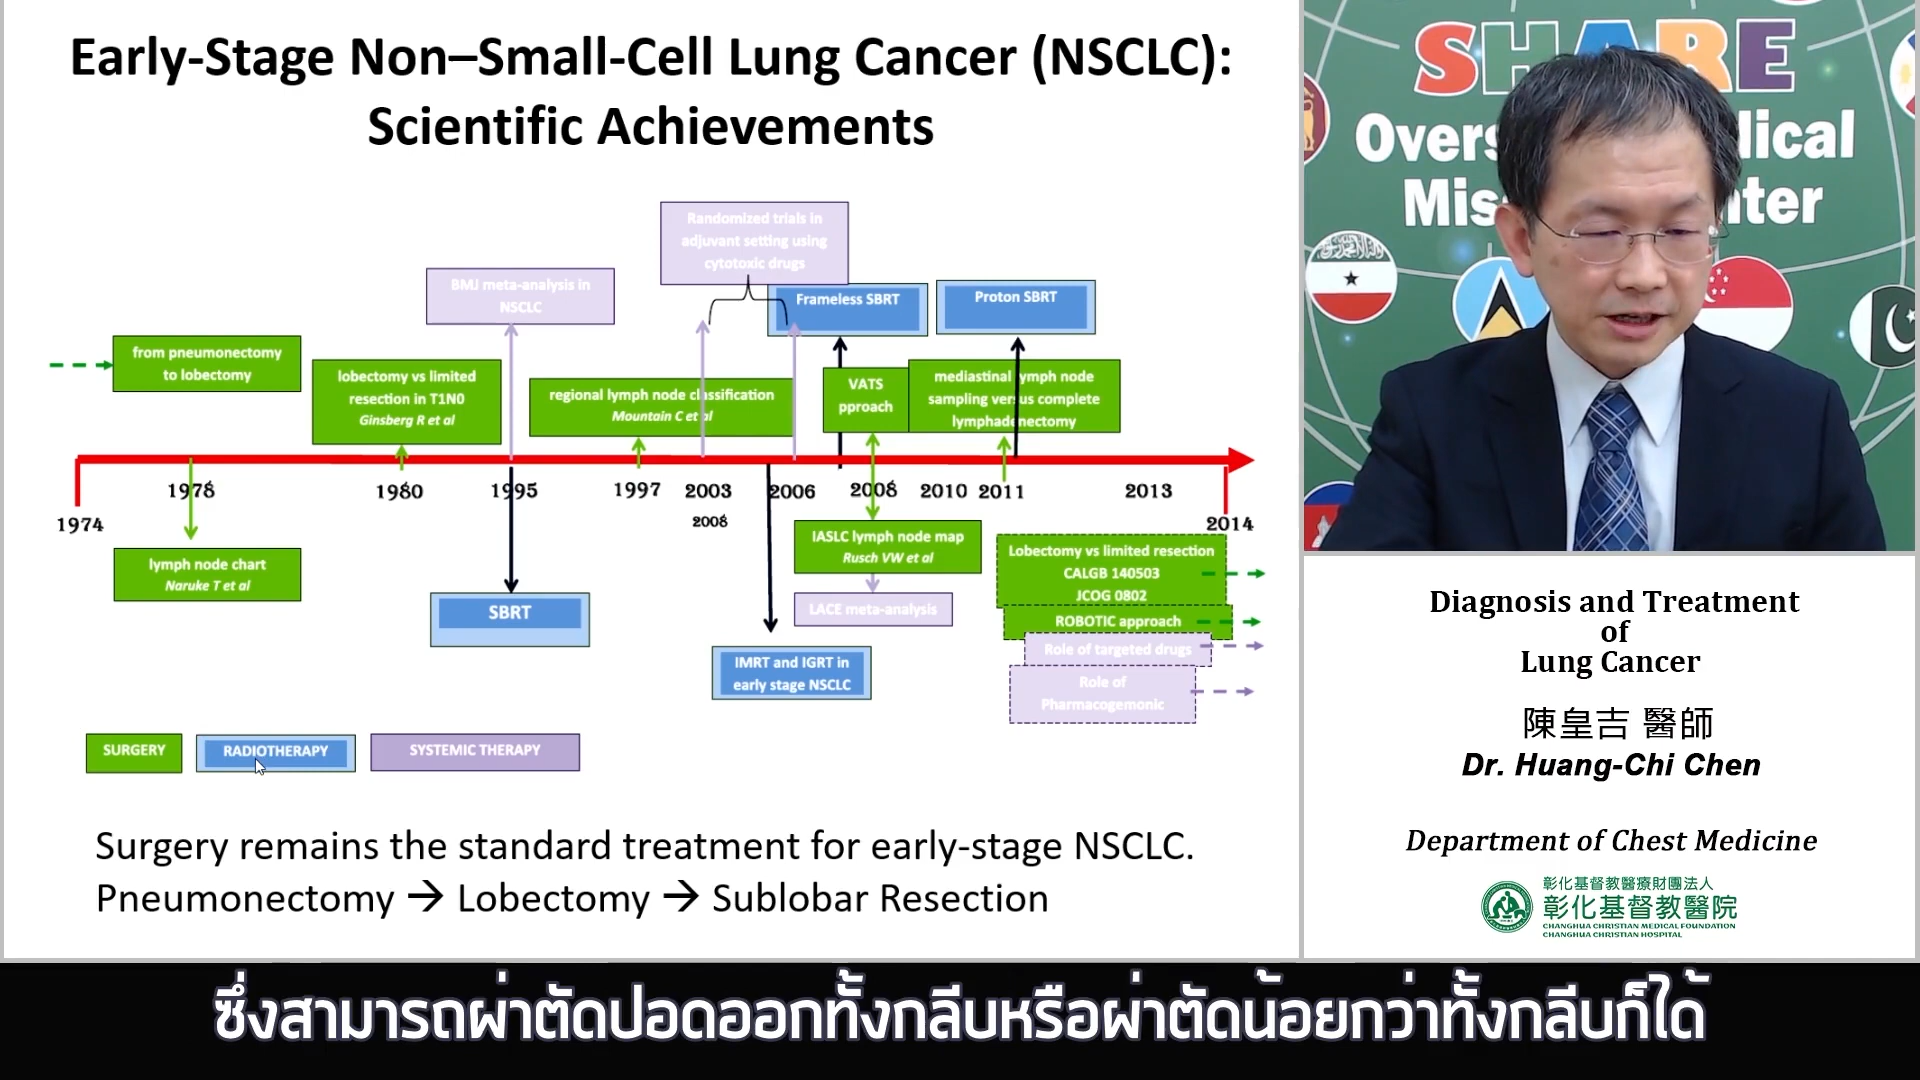 Early-Stage Non–Small-Cell Lung Cancer (NSCLC):
Scientific Achievements
Randomized trials in
adjuvant setting using
cytotoxic drugs
BMJ meta-analysis in
NSCLC
Frameless SBRT
Proton SBRT
from pneumonectomy
to lobectomy
lobectomy vs limited
resection in T1N0
Ginsberg R et al
regional lymph node classification
Mountain C et al
VATS
pproach
mediastinal lymph node
sampling versus complete
lymphadenectomy
1974
1978
1980
1995
1997
2003
2008
2006
2008
2010
2011
2013
2014
lymph node chart
Naruke T et al
SBRT
IMRT and IGRT in
early stage NSCLC
IASLC lymph node map
Rusch VW et al
LACE meta-analysis
Lobectomy vs limited resection
CALGB 140503
JCOG 0802
ROBOTIC approach
Role of targeted drugs
Role of
Pharmacogemonic
SURGERY
RADIOTHERAPY
SYSTEMIC THERAPY
Surgery remains the standard treatment for early-stage NSCLC.
Pneumonectomy → Lobectomy → Sublobar Resection
SHARE
Diagnosis and Treatment
of
Lung Cancer
陳皇吉 醫師
Dr. Huang-Chi Chen
Department of Chest Medicine
彰化基督教醫療財團法人
彰化基督教醫院
CHANGHUA CHRISTIAN MEDICAL FOUNDATION
CHANGHUA CHRISTIAN HOSPITAL
ซึ่งสามารถผ่าตัดปอดออกทั้งกลีบหรือผ่าตัดน้อยกว่าทั้งกลีบก็ได้